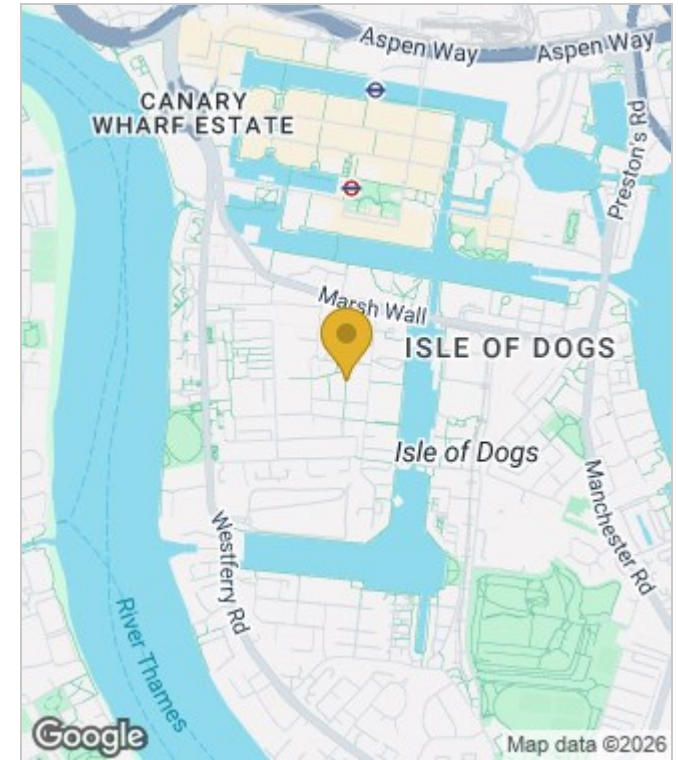 Aspen Way
Aspen Way
CANARY
WHARF ESTATE
Preston's Rd
Marsh Wall
ISLE OF DOGS
Isle of Dogs
Manchester Rd
Westferry Rd
River Thames
Google
Map data ©2026